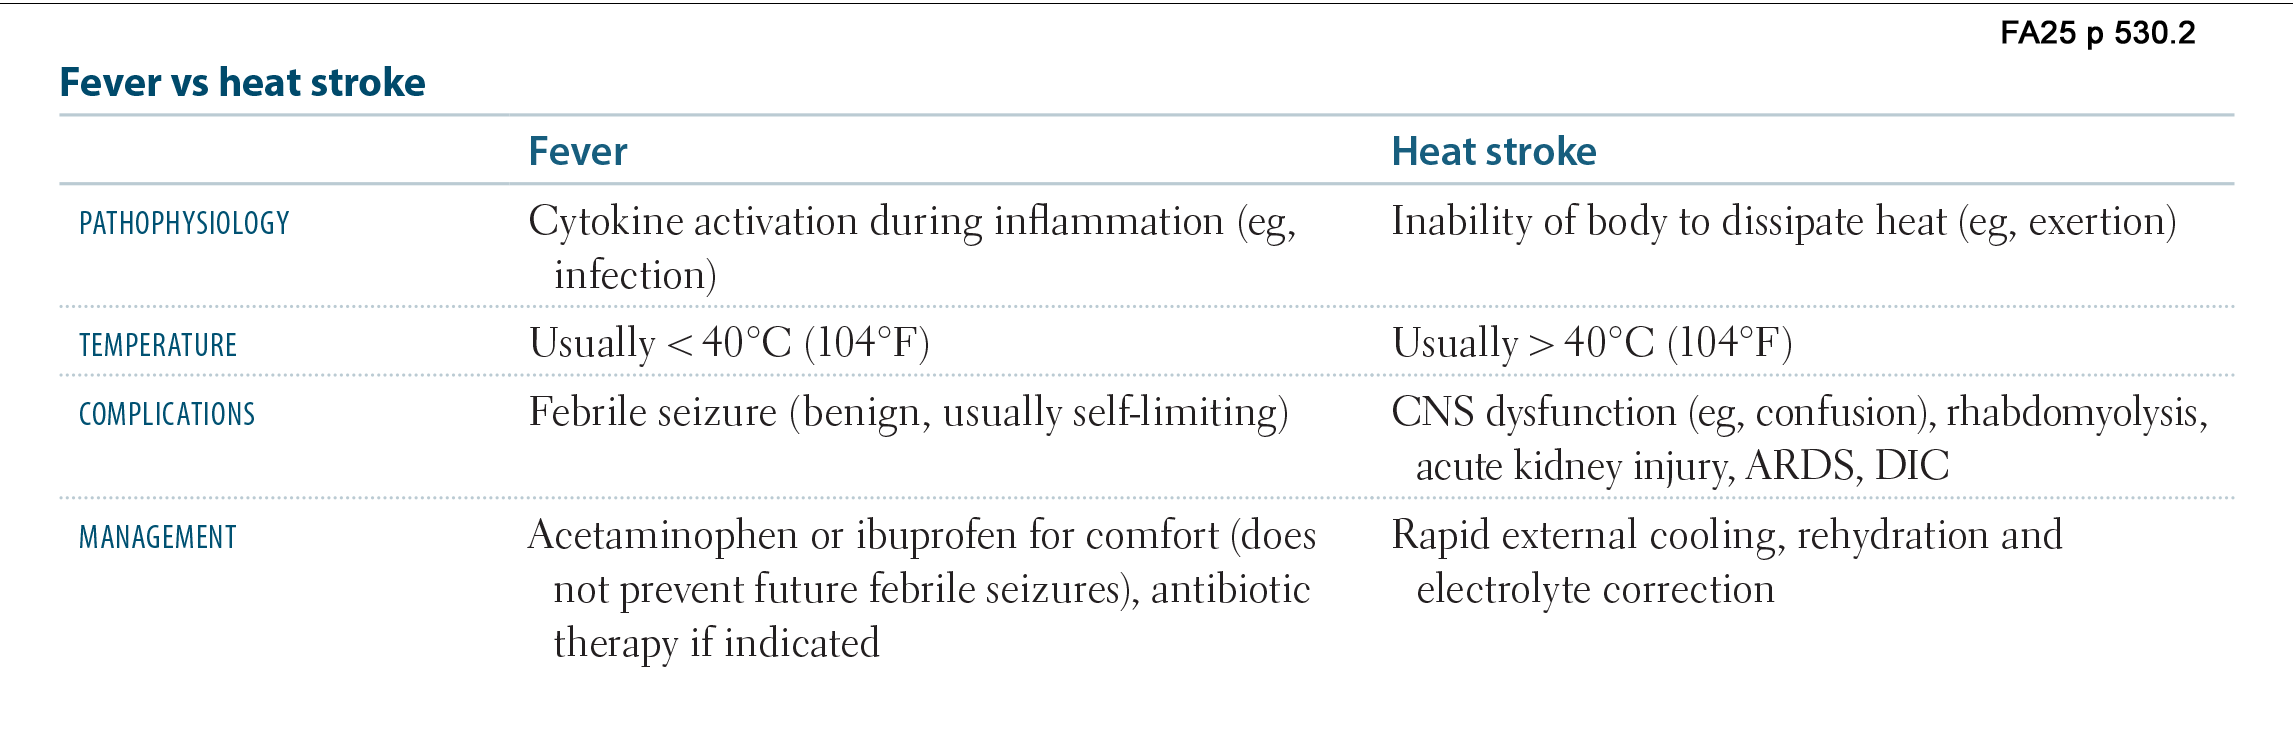 FA25 p 530.2
Fever vs heat stroke
Fever
Heat stroke
PATHOPHYSIOLOGY
Cytokine activation during inflammation (eg,
infection)
Inability of body to dissipate heat (eg, exertion)
TEMPERATURE
Usually < 40°C (104°F)
Usually > 40°C (104°F)
COMPLICATIONS
Febrile seizure (benign, usually self-limiting)
CNS dysfunction (eg, confusion), rhabdomyolysis,
acute kidney injury, ARDS, DIC
MANAGEMENT
Acetaminophen or ibuprofen for comfort (does
not prevent future febrile seizures), antibiotic
therapy if indicated
Rapid external cooling, rehydration and
electrolyte correction